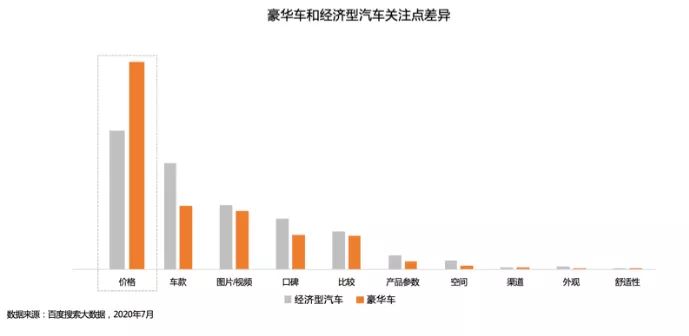 豪华车和经济型汽车关注点差异
价格 车款 图片/视频 口碑 比较 产品参数 空间 渠道 外观 舒适性
经济型汽车 豪华车
数据来源：百度搜索大数据，2020年7月